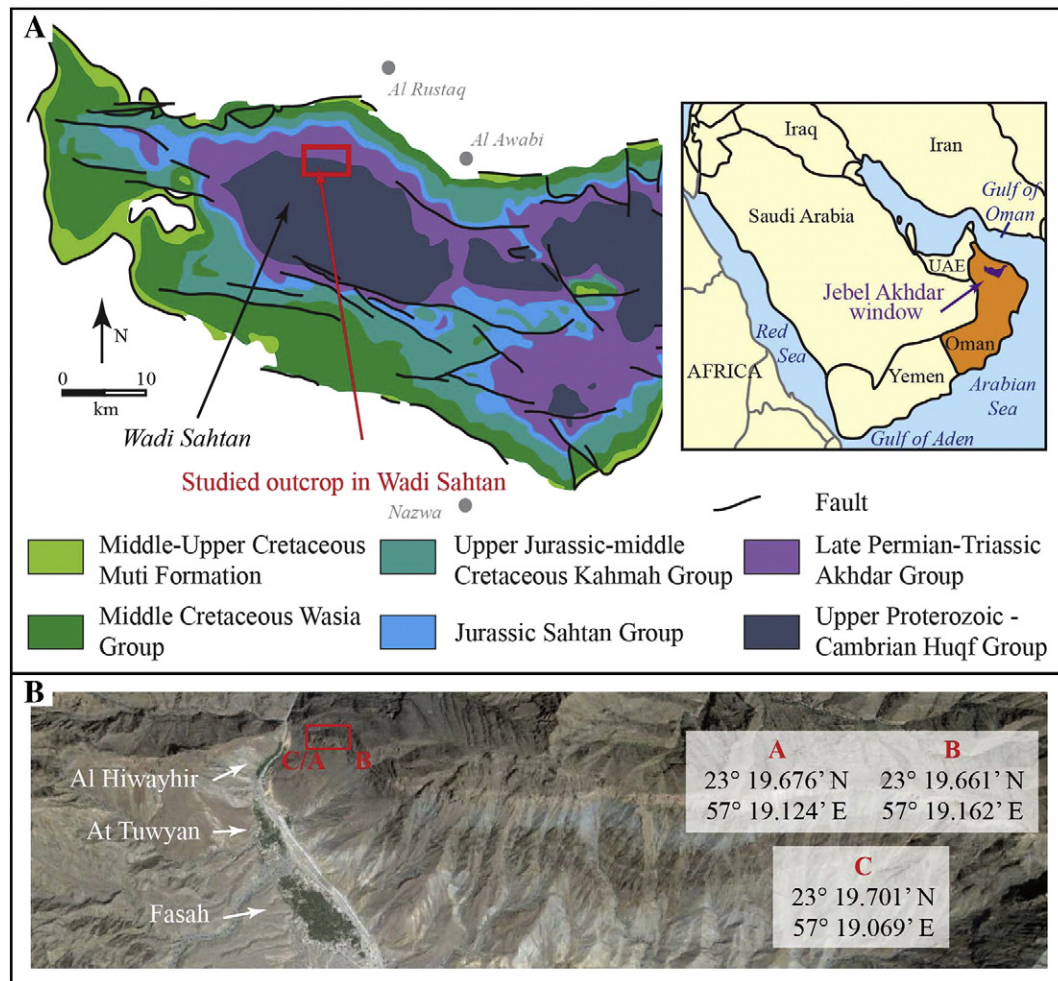 A
Al Rustaq
Al Awabi
N
0 10
km
Wadi Sahtan
Studied outcrop in Wadi Sahtan
Nazwa
Iraq
Iran
Saudi Arabia
Gulf of
Oman
UAE
Jebel Akhdar
window
Red
Sea
Oman
Yemen
AFRICA
Arabian
Sea
Gulf of Aden
Fault
Middle-Upper Cretaceous
Muti Formation
Upper Jurassic-middle
Cretaceous Kahmah Group
Late Permian-Triassic
Akhdar Group
Middle Cretaceous Wasia
Group
Jurassic Sahtan Group
Upper Proterozoic -
Cambrian Huqf Group
B
C/A B
Al Hiwayhir
At Tuwyan
Fasah
A
23° 19.676’ N
57° 19.124’ E
B
23° 19.661’ N
57° 19.162’ E
C
23° 19.701’ N
57° 19.069’ E